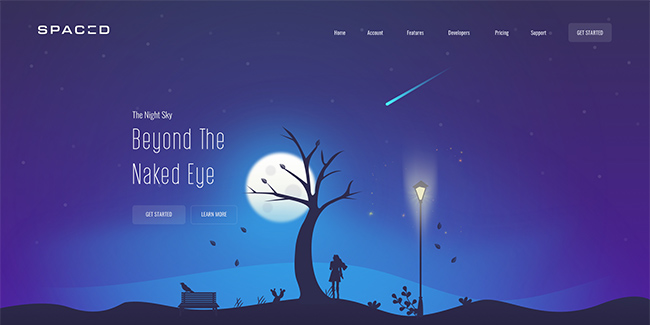 SPACED
Home
Account
Features
Developers
Pricing
Support
GET STARTED
The Night Sky
Beyond The
Naked Eye
GET STARTED
LEARN MORE